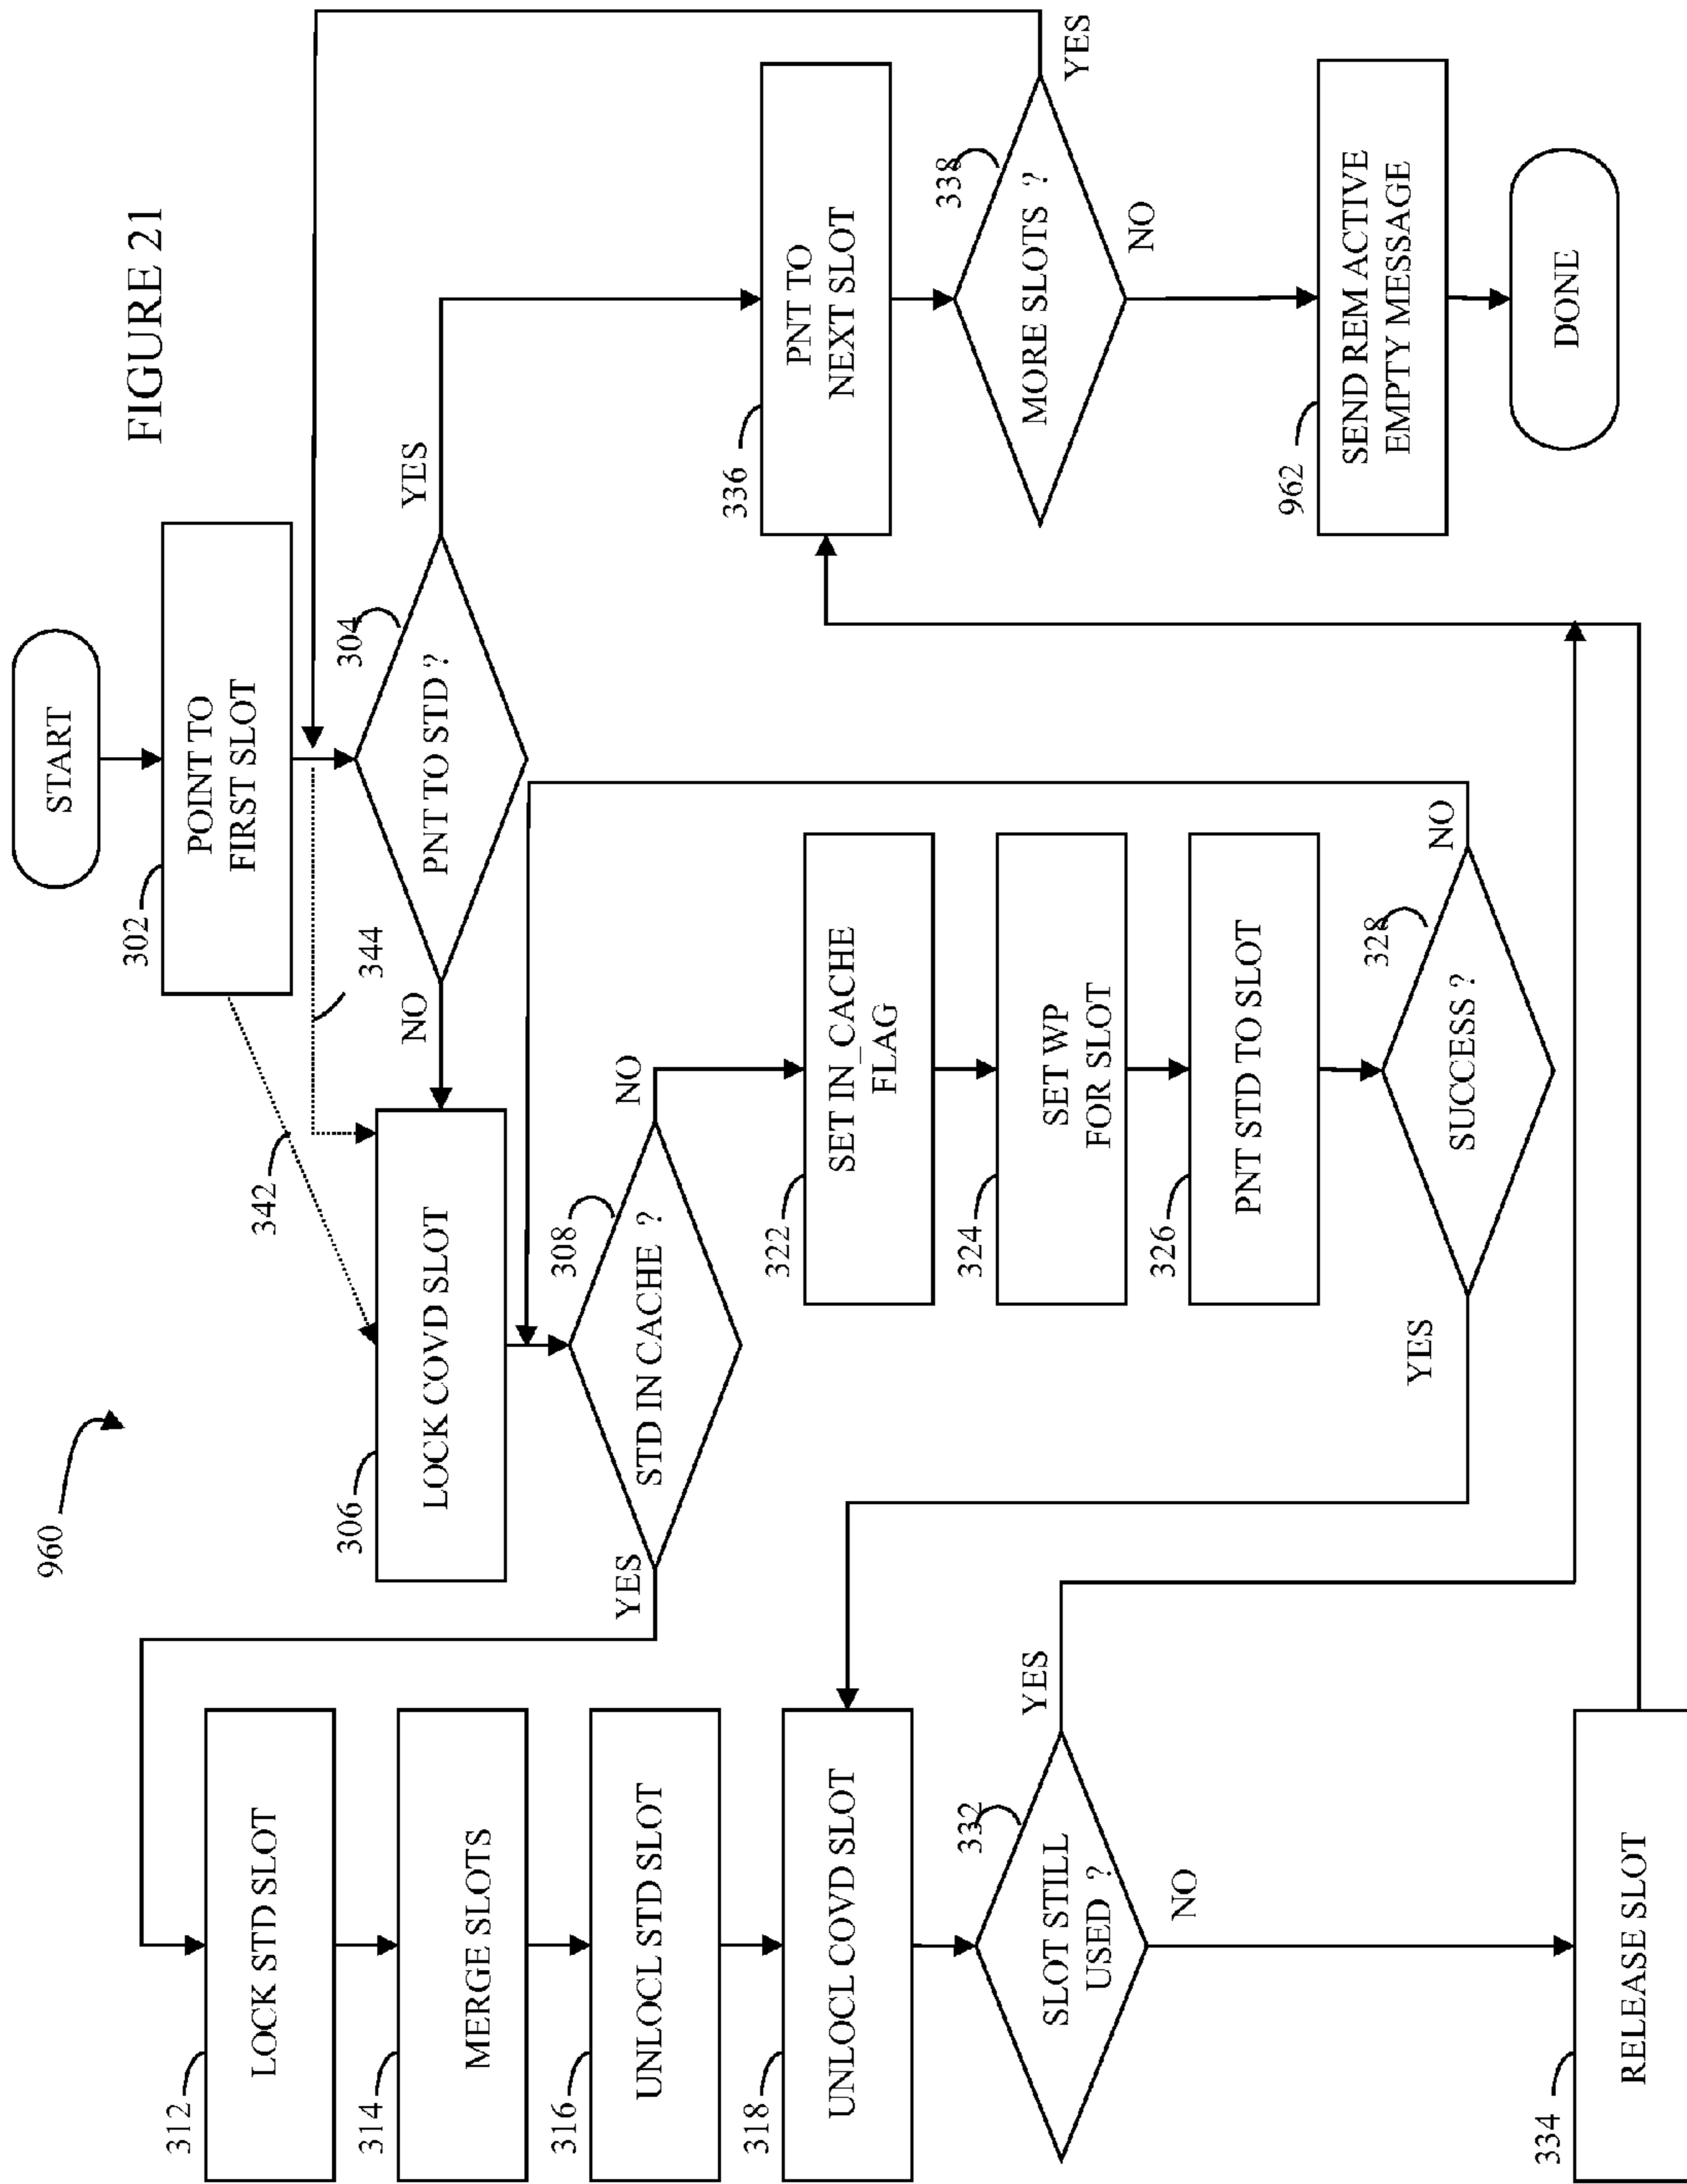 FIGURE 21
960
START
302
POINT TO
FIRST SLOT
342
344
304
PNT TO STD ?
YES
NO
306
LOCK COVD SLOT
308
STD IN CACHE ?
YES
NO
312
LOCK STD SLOT
314
MERGE SLOTS
316
UNLOCL STD SLOT
318
UNLOCL COVD SLOT
322
SET IN_CACHE
FLAG
324
SET WP
FOR SLOT
326
PNT STD TO SLOT
328
SUCCESS ?
YES
NO
332
SLOT STILL
USED ?
YES
NO
334
RELEASE SLOT
336
PNT TO
NEXT SLOT
338
MORE SLOTS ?
YES
NO
962
SEND REM ACTIVE
EMPTY MESSAGE
DONE